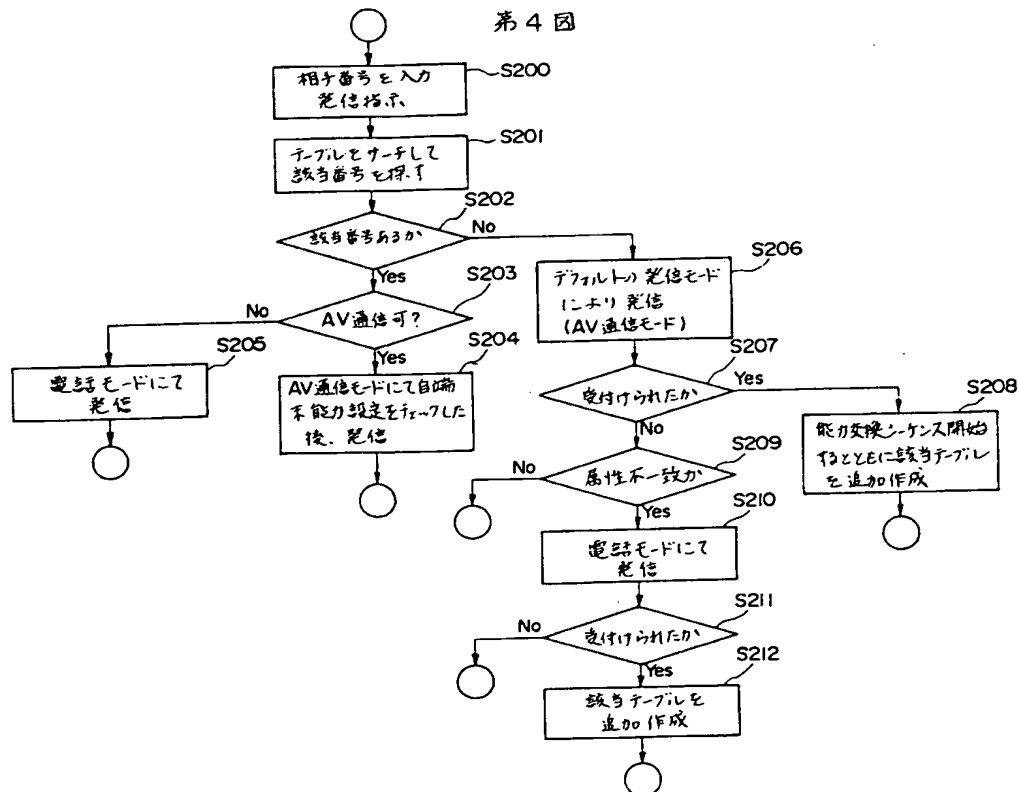 第4図
相手番号を入力
発信指示
S200
テーブルをサーチして
該当番号を探す
S201
該当番号あるか
S202
No
Yes
AV通信可?
S203
No
Yes
電話モードにて
発信
S205
AV通信モードにて自端
末能力設定をチェックした
後、発信
S204
デフォルトの発信モード
により発信
(AV通信モード)
S206
受付けられたか
S207
Yes
No
能力交換シーケンス開始
するとともに該当テーブル
を追加作成
S208
属性不一致か
S209
No
Yes
電話モードにて
発信
S210
受付けられたか
S211
No
Yes
該当テーブルを
追加作成
S212